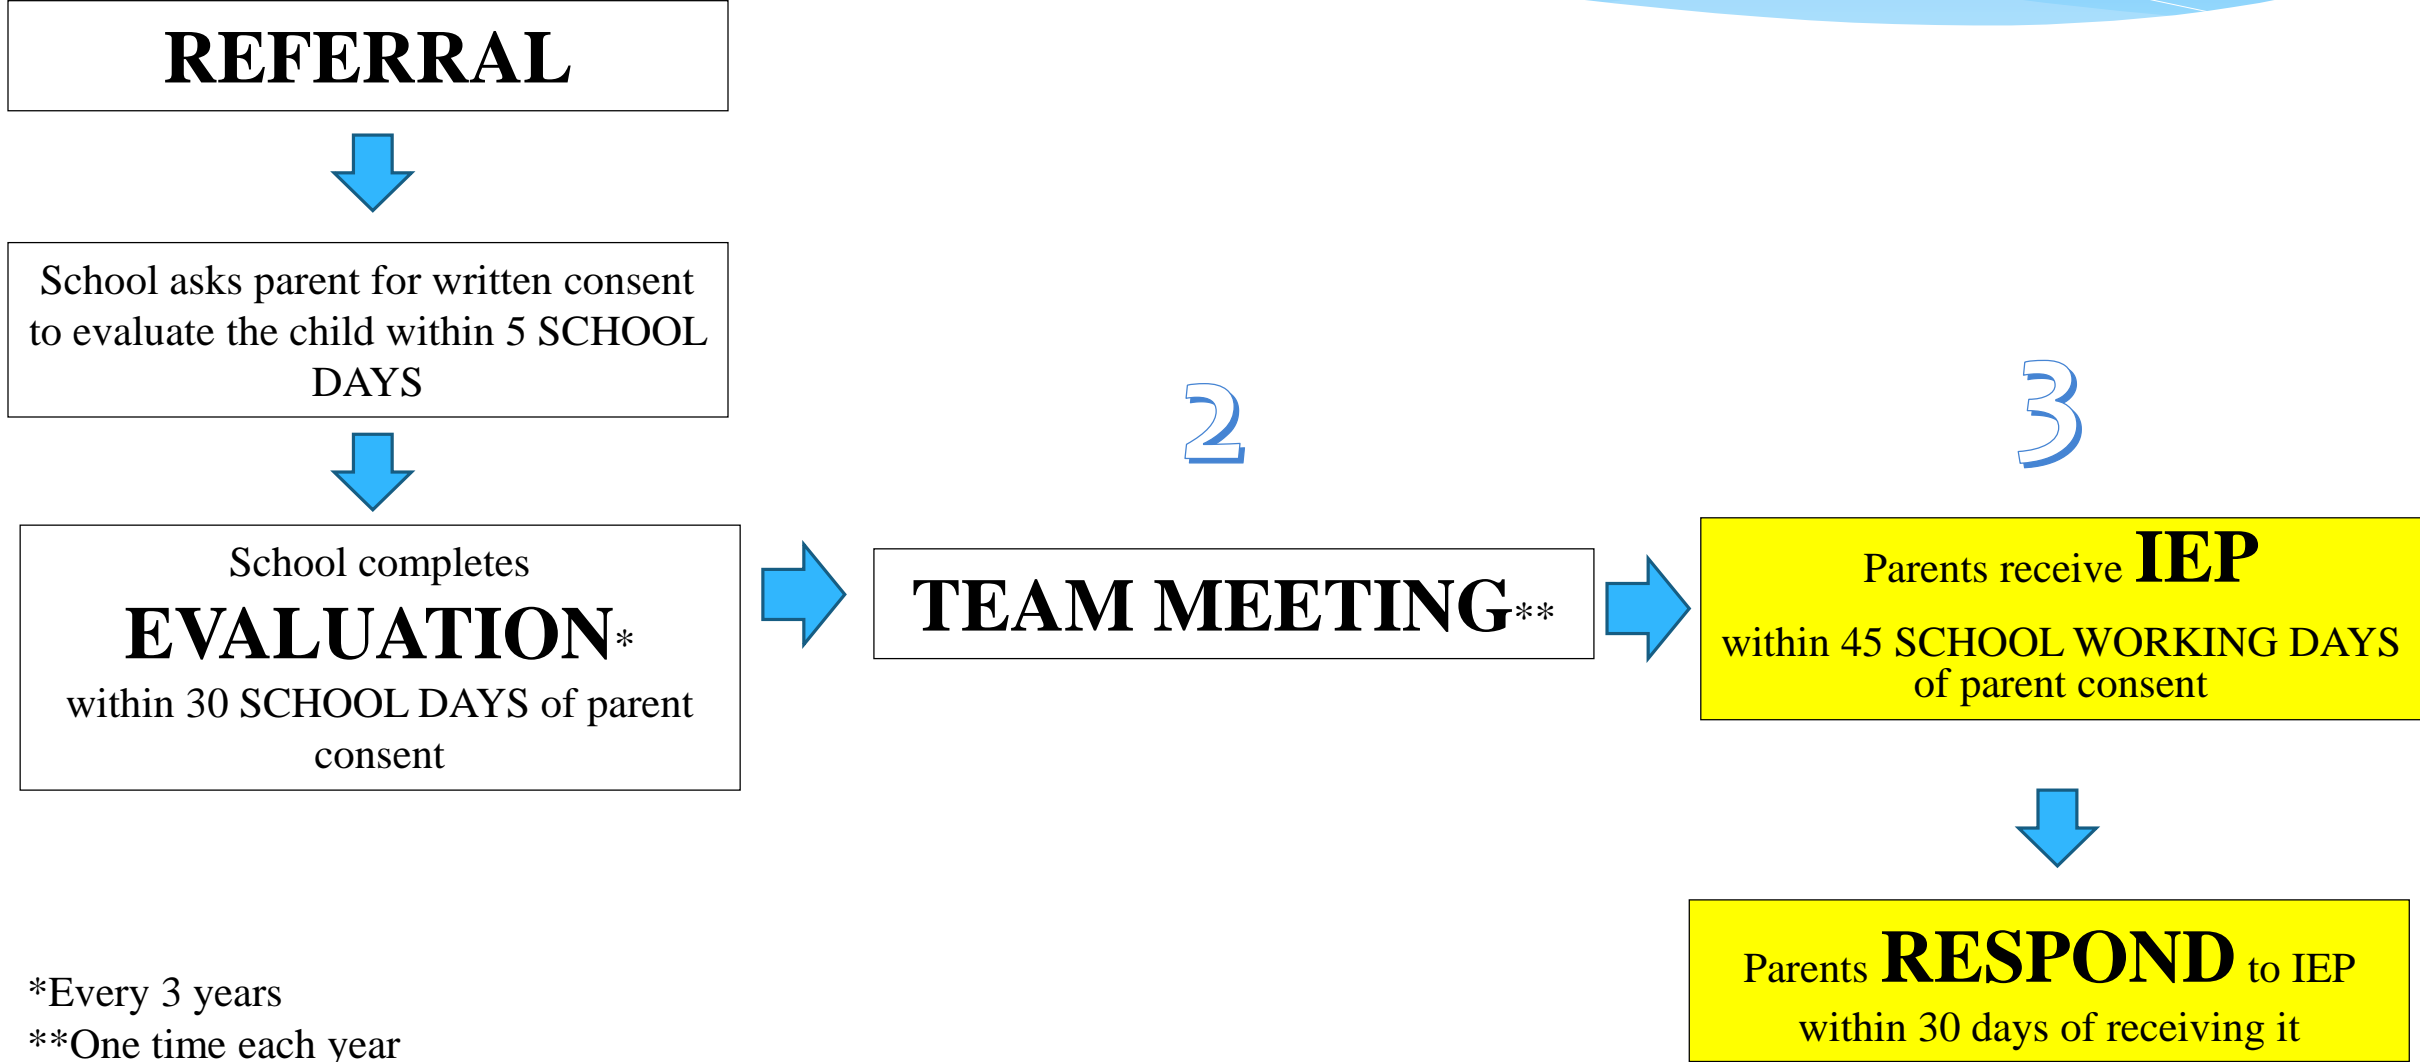 REFERRAL
School asks parent for written consent
to evaluate the child within 5 SCHOOL
DAYS
School completes
EVALUATION*
within 30 SCHOOL DAYS of parent
consent
2
TEAM MEETING**
3
Parents receive IEP
within 45 SCHOOL WORKING DAYS
of parent consent
Parents RESPOND to IEP
within 30 days of receiving it
*Every 3 years
**One time each year